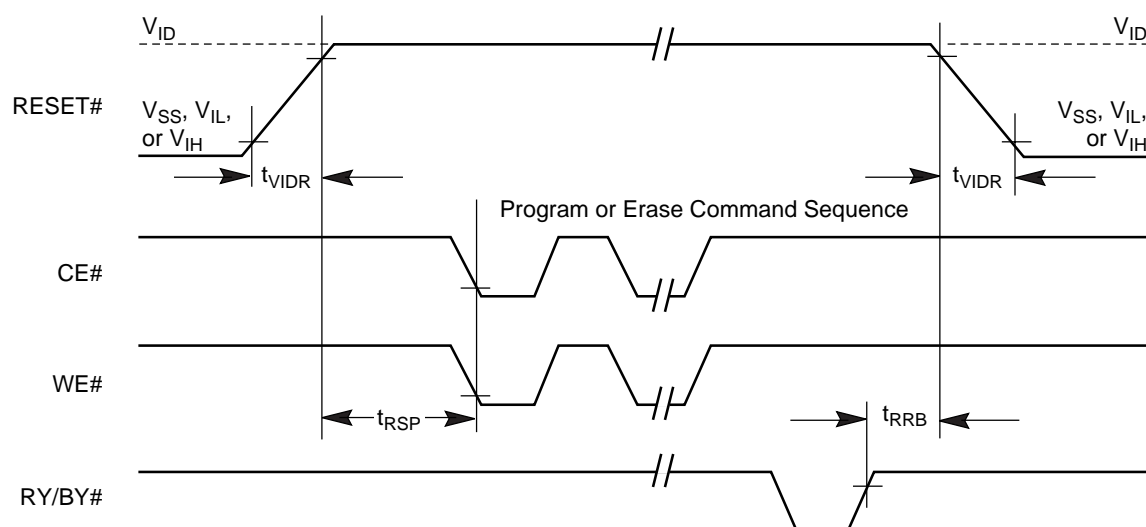 VID
VID
RESET#
VSS, VIL,
or VIH
VSS, VIL,
or VIH
tVIDR
tVIDR
Program or Erase Command Sequence
CE#
WE#
tRSP
tRRB
RY/BY#